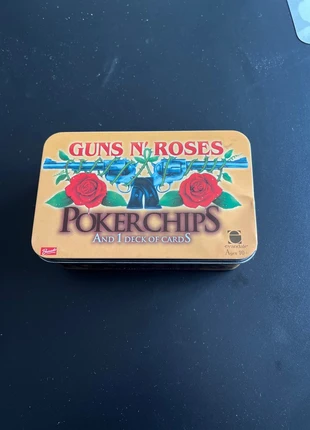 GUNS N' ROSES
POKERCHIPS
AND 1 DECK OF CARDS